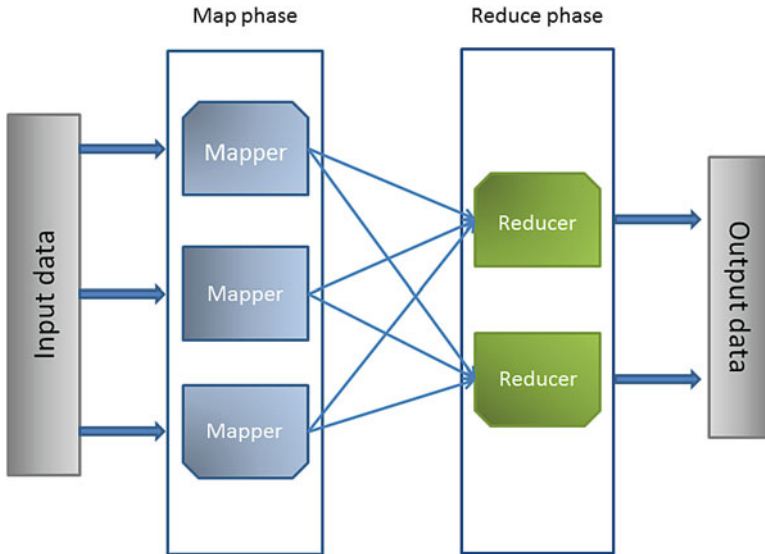 Map phase
Reduce phase
Input data
Mapper
Mapper
Mapper
Reducer
Reducer
Output data